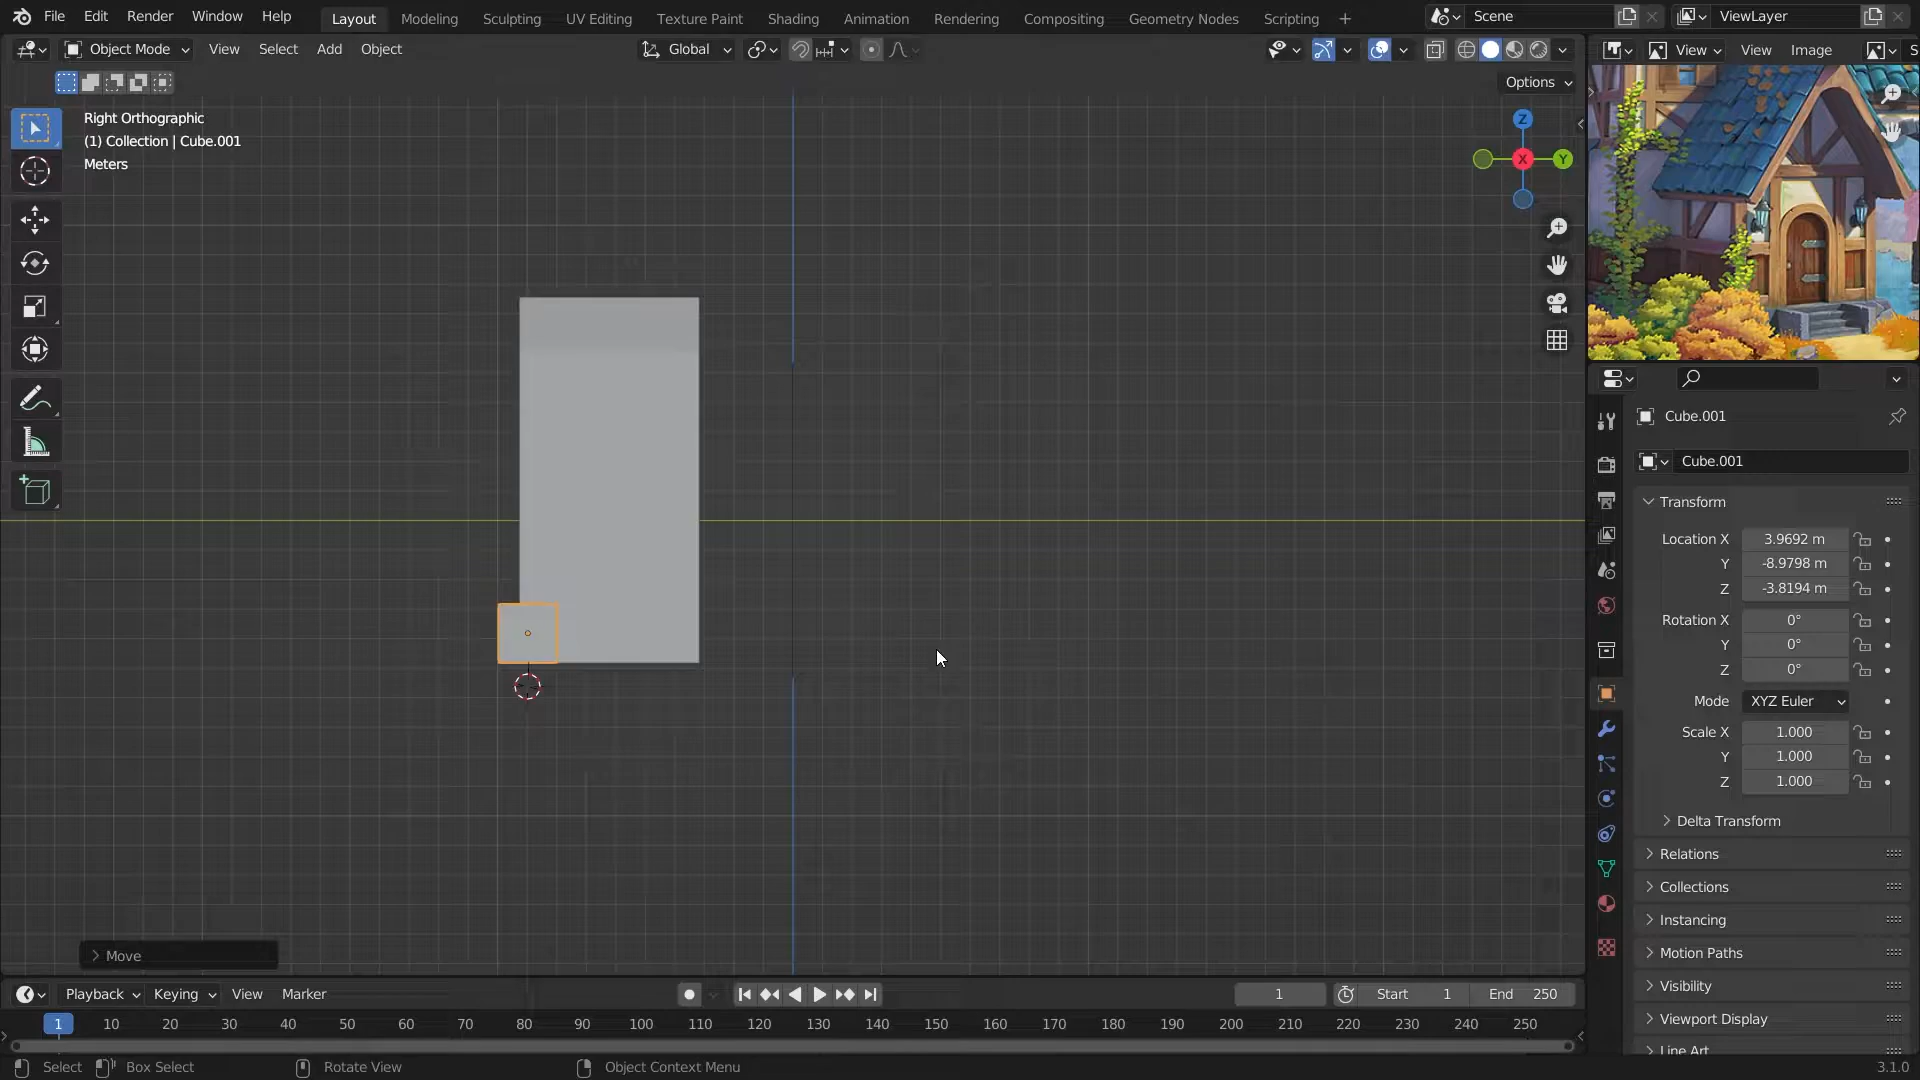 File Edit Render Window Help Layout Modeling Sculpting UV Editing Texture Paint Shading Animation Rendering Compositing Geometry Nodes Scripting + Scene ViewLayer
Object Mode View Select Add Object Global View View Image S
Options
Right Orthographic
(1) Collection | Cube.001
Meters
Z
X
Y
Cube.001
Cube.001
Transform
Location X 3.9692 m
Y -8.9798 m
Z -3.8194 m
Rotation X 0°
Y 0°
Z 0°
Mode XYZ Euler
Scale X 1.000
Y 1.000
Z 1.000
Delta Transform
Relations
Collections
Instancing
Motion Paths
Visibility
Viewport Display
Line Art
Move
Playback Keying View Marker 1 Start 1 End 250
1 10 20 30 40 50 60 70 80 90 100 110 120 130 140 150 160 170 180 190 200 210 220 230 240 250
Select Box Select Rotate View Object Context Menu 3.1.0